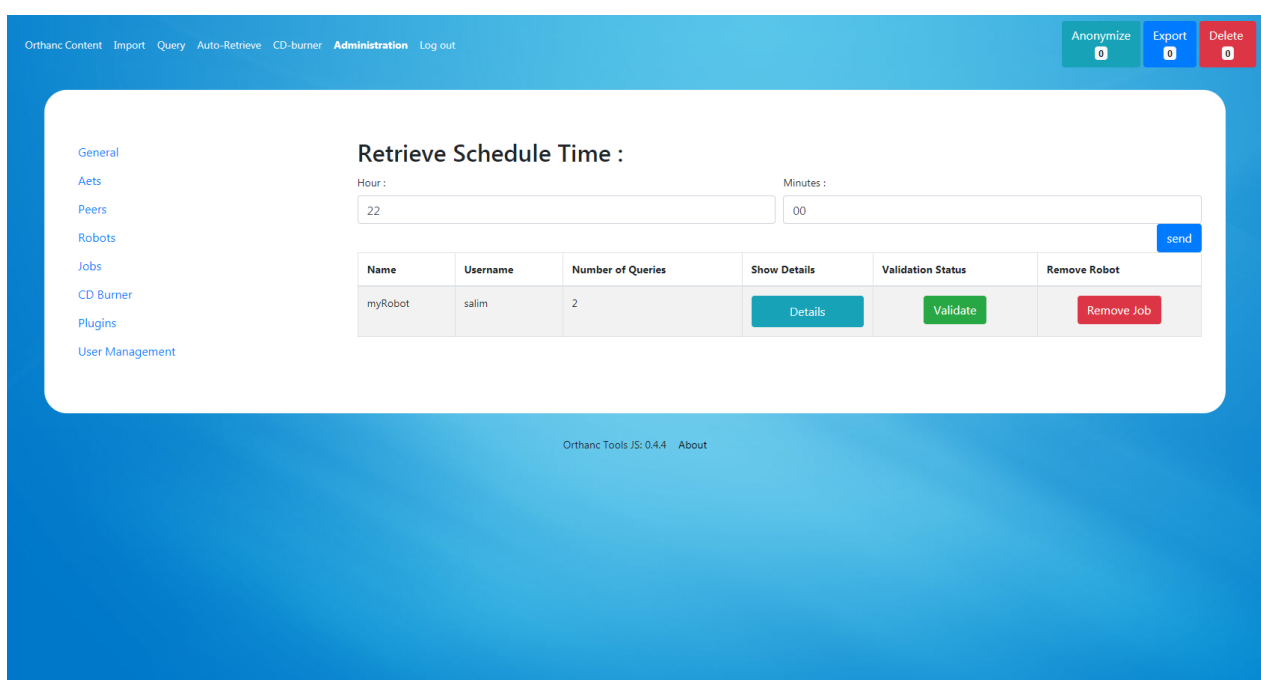 Orthanc Content Import Query Auto-Retrieve CD-burner Administration Log out
Anonymize Export Delete
0 0 0
General
Aets
Peers
Robots
Jobs
CD Burner
Plugins
User Management
Retrieve Schedule Time :
Hour : Minutes :
22 00
send
Name Username Number of Queries Show Details Validation Status Remove Robot
myRobot salim 2 Details Validate Remove Job
Orthanc Tools JS: 0.4.4 About